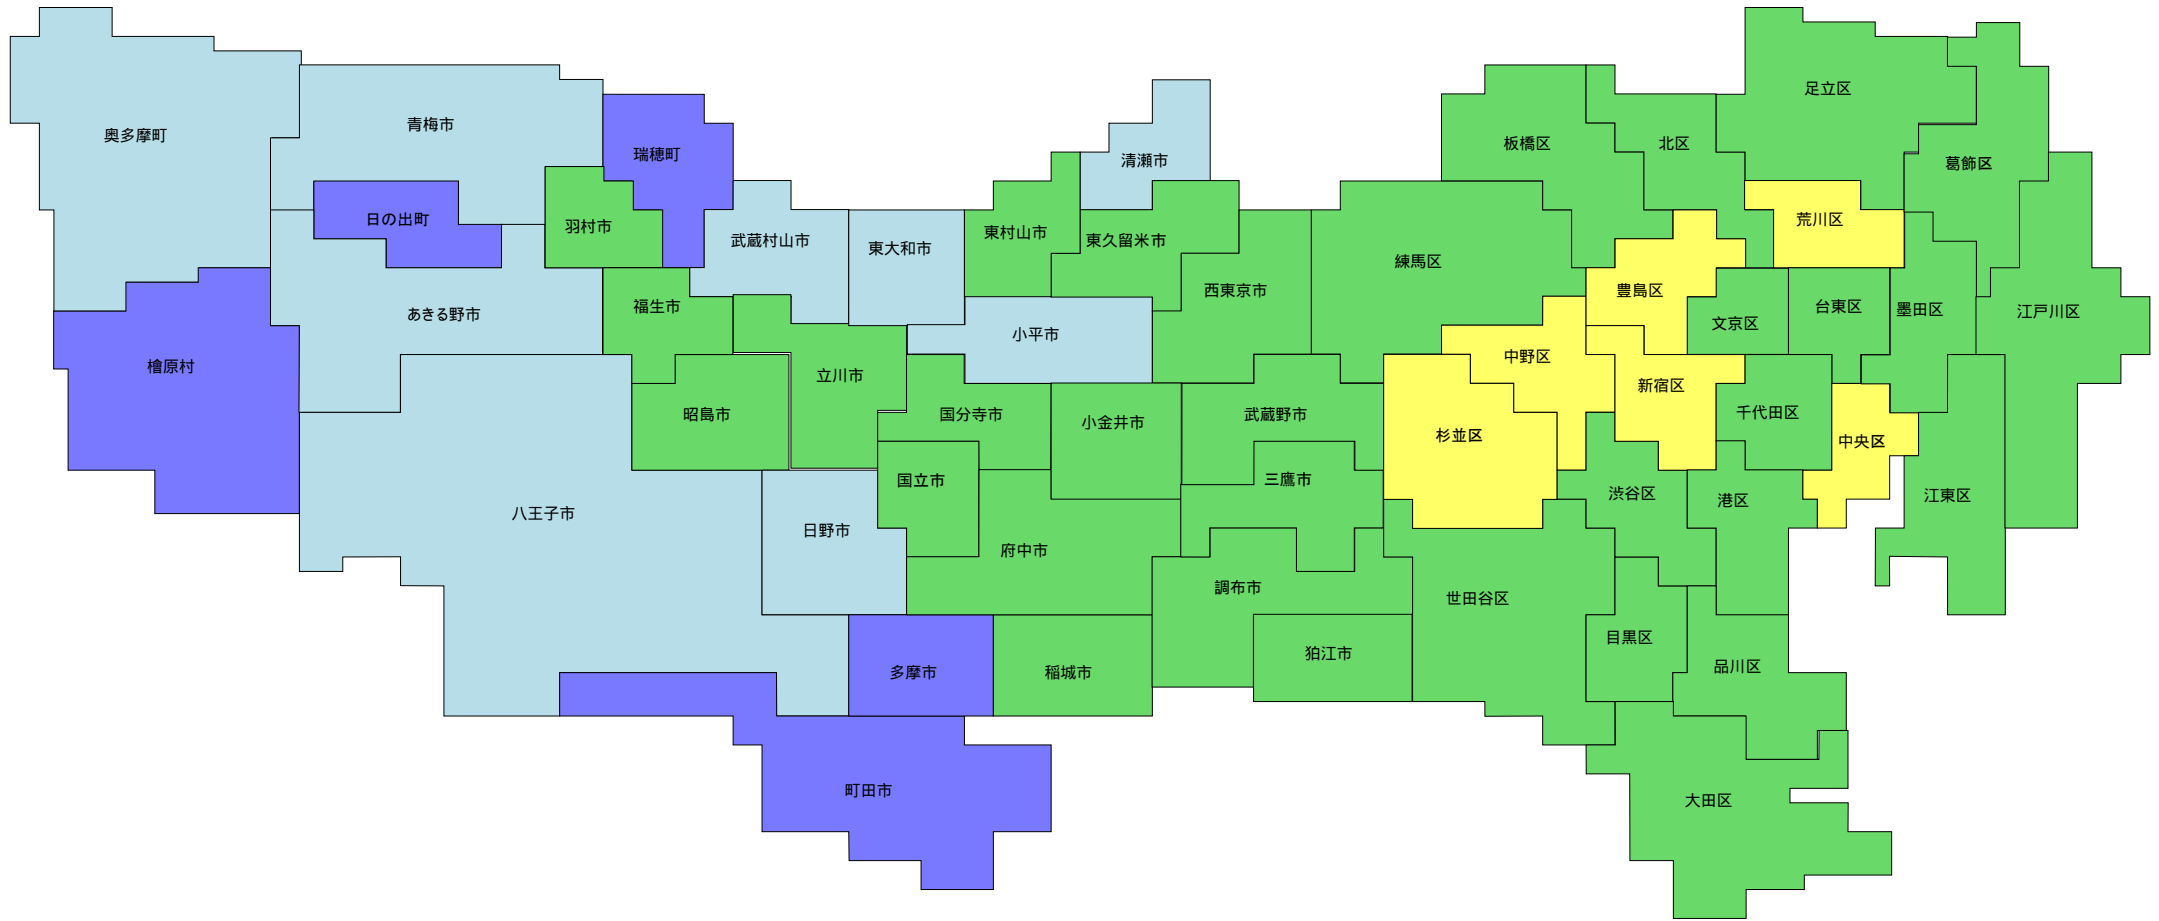 足立区
奥多摩町
青梅市
瑞穂町
清瀬市
板橋区
北区
葛飾区
日の出町
羽村市
武蔵村山市
東大和市
東村山市
東久留米市
荒川区
練馬区
西東京市
豊島区
あきる野市
福生市
小平市
文京区
台東区
墨田区
江戸川区
檜原村
立川市
中野区
新宿区
昭島市
国分寺市
小金井市
武蔵野市
杉並区
千代田区
中央区
国立市
三鷹市
渋谷区
港区
江東区
八王子市
日野市
府中市
調布市
世田谷区
目黒区
多摩市
稲城市
狛江市
品川区
町田市
大田区